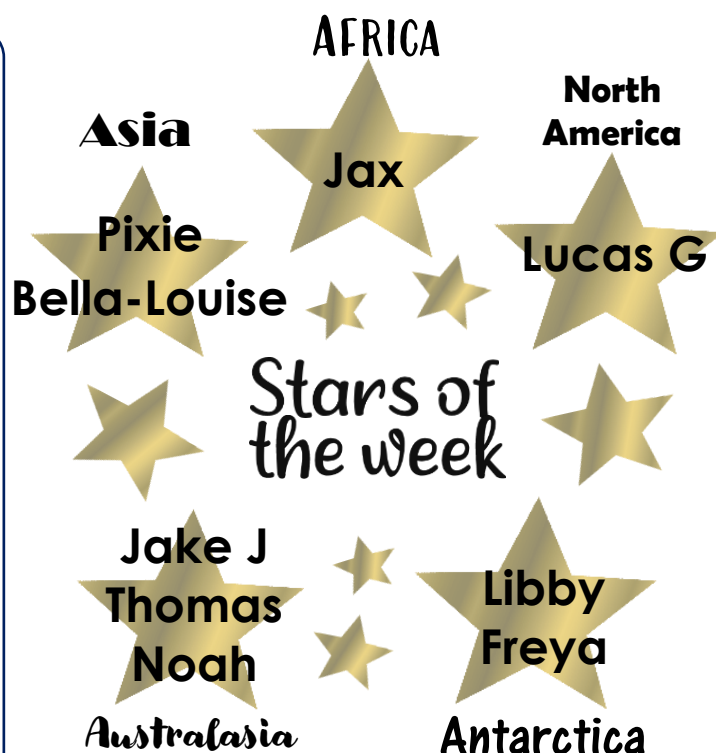 AFRICA
Jax
Asia
Pixie
Bella-Louise
North
America
Lucas G
Stars of
the week
Jake J
Thomas
Noah
Australasia
Libby
Freya
Antarctica